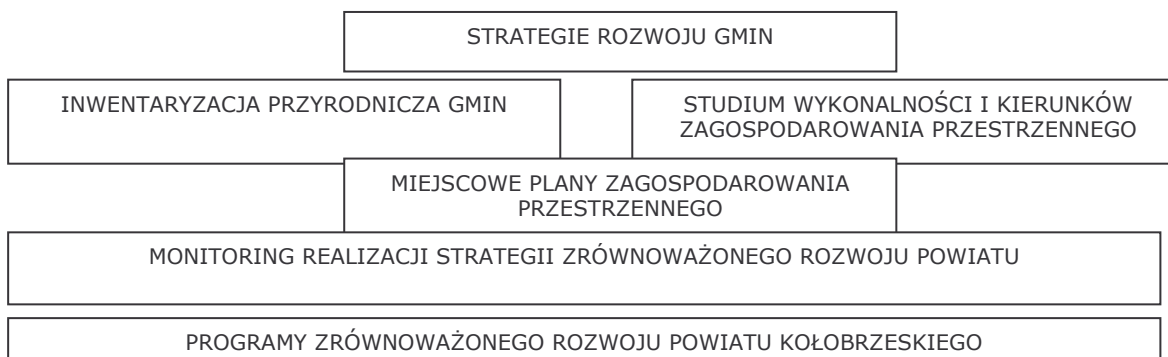 STRATEGIE ROZWOJU GMIN
INWENTARYZACJA PRZYRODNICZA GMIN
STUDIUM WYKONALNOŚCI I KIERUNKÓW
ZAGOSPODAROWANIA PRZESTRZENNEGO
MIEJSCOWE PLANY ZAGOSPODAROWANIA
PRZESTRZENNEGO
MONITORING REALIZACJI STRATEGII ZRÓWNOWAŻONEGO ROZWOJU POWIATU
PROGRAMY ZRÓWNOWAŻONEGO ROZWOJU POWIATU KOŁOBRZESKIEGO